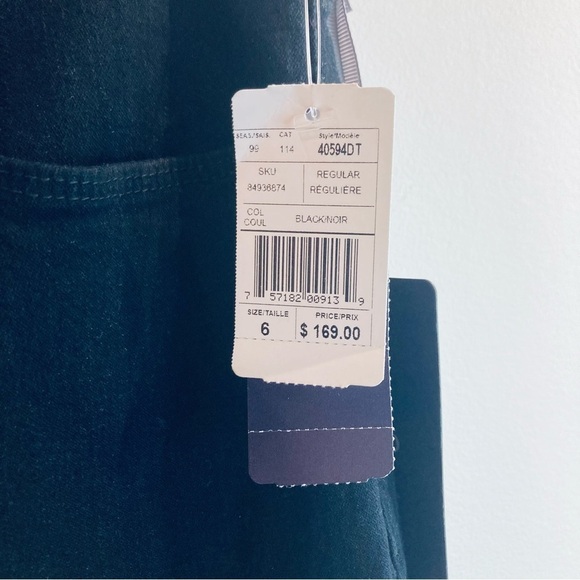 SEAS./SAIS. CAT Style*Modèle
99 114 40594DT
SKU REGULAR
84936874 RÉGULIÈRE
COL
COUL BLACK/NOIR
7 57182 00913 9
SIZE/TAILLE PRICE/PRIX
6 $ 169.00